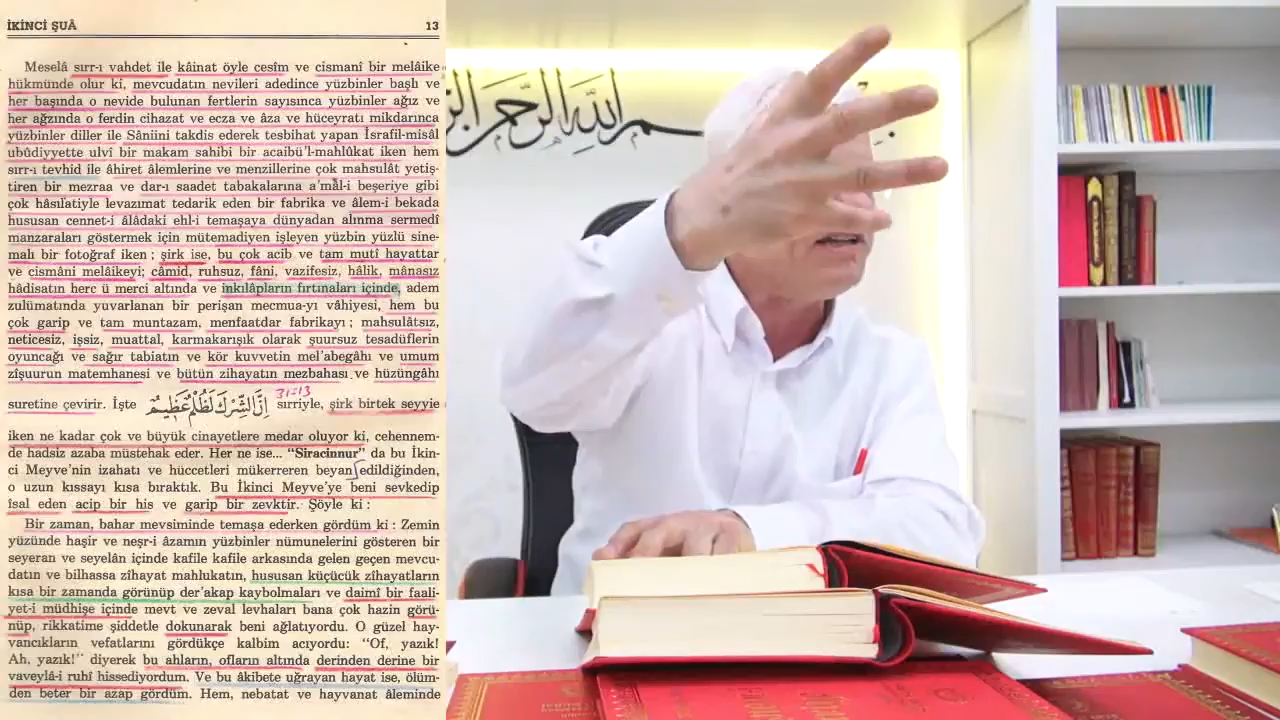 İKİNCİ ŞUÂ 13
Meselâ sırr-ı vahdet ile kâinat öyle cesîm ve cismanî bir melâike
hükmünde olur ki, mevcudatın nevileri adedince yüzbinler başlı ve
her başında o nevide bulunan fertlerin sayısınca yüzbinler ağız ve
her ağzında o ferdin cihazat ve ecza ve âza ve hüceyratı mikdarınca
yüzbinler diller ile Sâniini takdis ederek tesbihat yapan İsrafil-misâl
ubûdiyyette ulvî bir makam sahibi bir acaibü'l-mahlûkat iken hem
sırr-ı tevhid ile âhiret âlemlerine ve menzillerine çok mahsulât yetiş-
tiren bir mezraa ve dar-ı saadet tabakalarına a'mâl-i beşeriye gibi
çok hâsılatiyle levazımat tedarik eden bir fabrika ve âlem-i bekada
hususan cennet-i âlâdaki ehl-i temaşaya dünyadan alınma sermedî
manzaraları göstermek için mütemadiyen işleyen yüzbin yüzlü sine-
malı bir fotoğraf iken; şirk ise, bu çok acib ve tam mutî hayattar
ve cismâni melâikeyi; câmid, ruhsuz, fâni, vazifesiz, hâlik, mânasız
hâdisatın herc ü merci altında ve inkılâpların fırtınaları içinde, adem
zulümatında yuvarlanan bir perişan mecmua-yı vâhiyesi, hem bu
çok garip ve tam muntazam, menfaatdar fabrikayı; mahsulâtsız,
neticesiz, işsiz, muattal, karmakarışık olarak şuursuz tesadüflerin
oyuncağı ve sağır tabiatın ve kör kuvvetin mel'abegâhı ve umum
zîşuurun matemhanesi ve bütün zihayatın mezbahası ve hüzüngâhı
31:13
suretine çevirir. İşte اِنَّ الشِّرْكَ لَظُلْمٌ عَظِيمٌ sırriyle, şirk birtek seyyie
iken ne kadar çok ve büyük cinayetlere medar oluyor ki, cehennem-
de hadsiz azaba müstehak eder. Her ne ise... "Siracinnur" da bu İkin-
ci Meyve'nin izahatı ve hüccetleri mükerreren beyan edildiğinden,
o uzun kıssayı kısa bıraktık. Bu İkinci Meyve'ye beni sevkedip
îsal eden acip bir his ve garip bir zevktir. Şöyle ki:
Bir zaman, bahar mevsiminde temaşa ederken gördüm ki: Zemin
yüzünde haşir ve neşr-i âzamın yüzbinler nümunelerini gösteren bir
seyeran ve seyelân içinde kafile kafile arkasında gelen geçen mevcu-
datın ve bilhassa zihayat mahlukatın, hususan küçücük zîhayatların
kısa bir zamanda görünüp der'akap kaybolmaları ve daimî bir faali-
yet-i müdhişe içinde mevt ve zeval levhaları bana çok hazin görü-
nüp, rikkatime şiddetle dokunarak beni ağlatıyordu. O güzel hay-
vancıkların vefatlarını gördükçe kalbim acıyordu: "Of, yazık!
Ah, yazık!" diyerek bu ahların, ofların altında derinden derine bir
vaveylâ-i ruhî hissediyordum. Ve bu âkibete uğrayan hayat ise, ölüm-
den beter bir azap gördüm. Hem, nebatat ve hayvanat âleminde